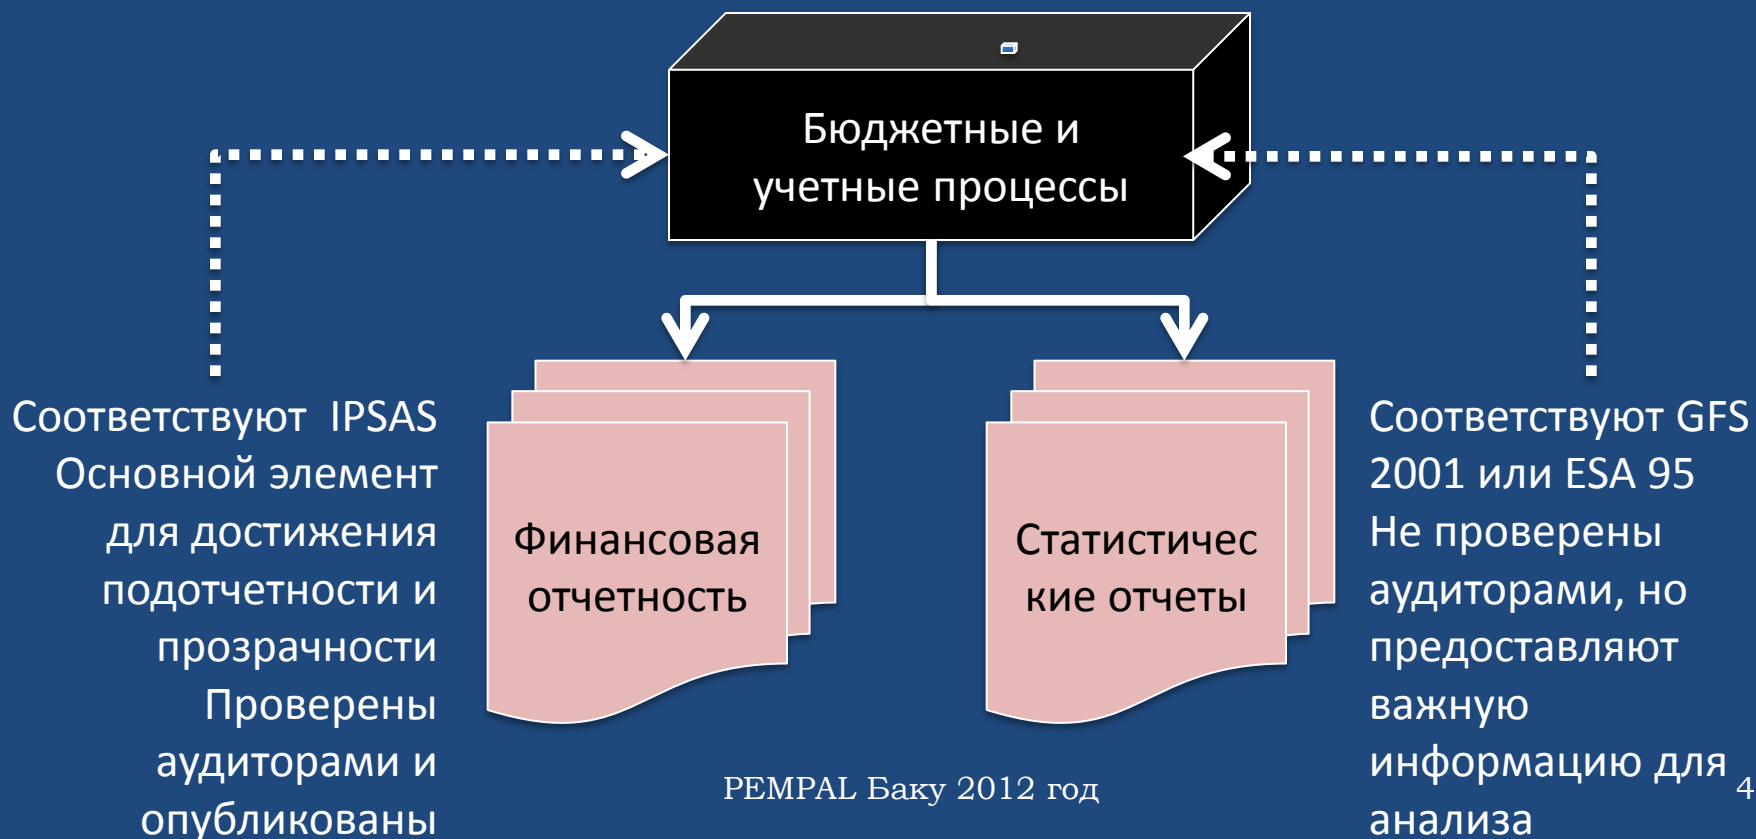 Бюджетные и
учетные процессы
Соответствуют IPSAS
Основной элемент
для достижения
подотчетности и
прозрачности
Проверены
аудиторами и
опубликованы
Финансовая
отчетность
Статистичес
кие отчеты
Соответствуют GFS
2001 или ESA 95
Не проверены
аудиторами, но
предоставляют
важную
информацию для
анализа
PEMPAL Баку 2012 год
4